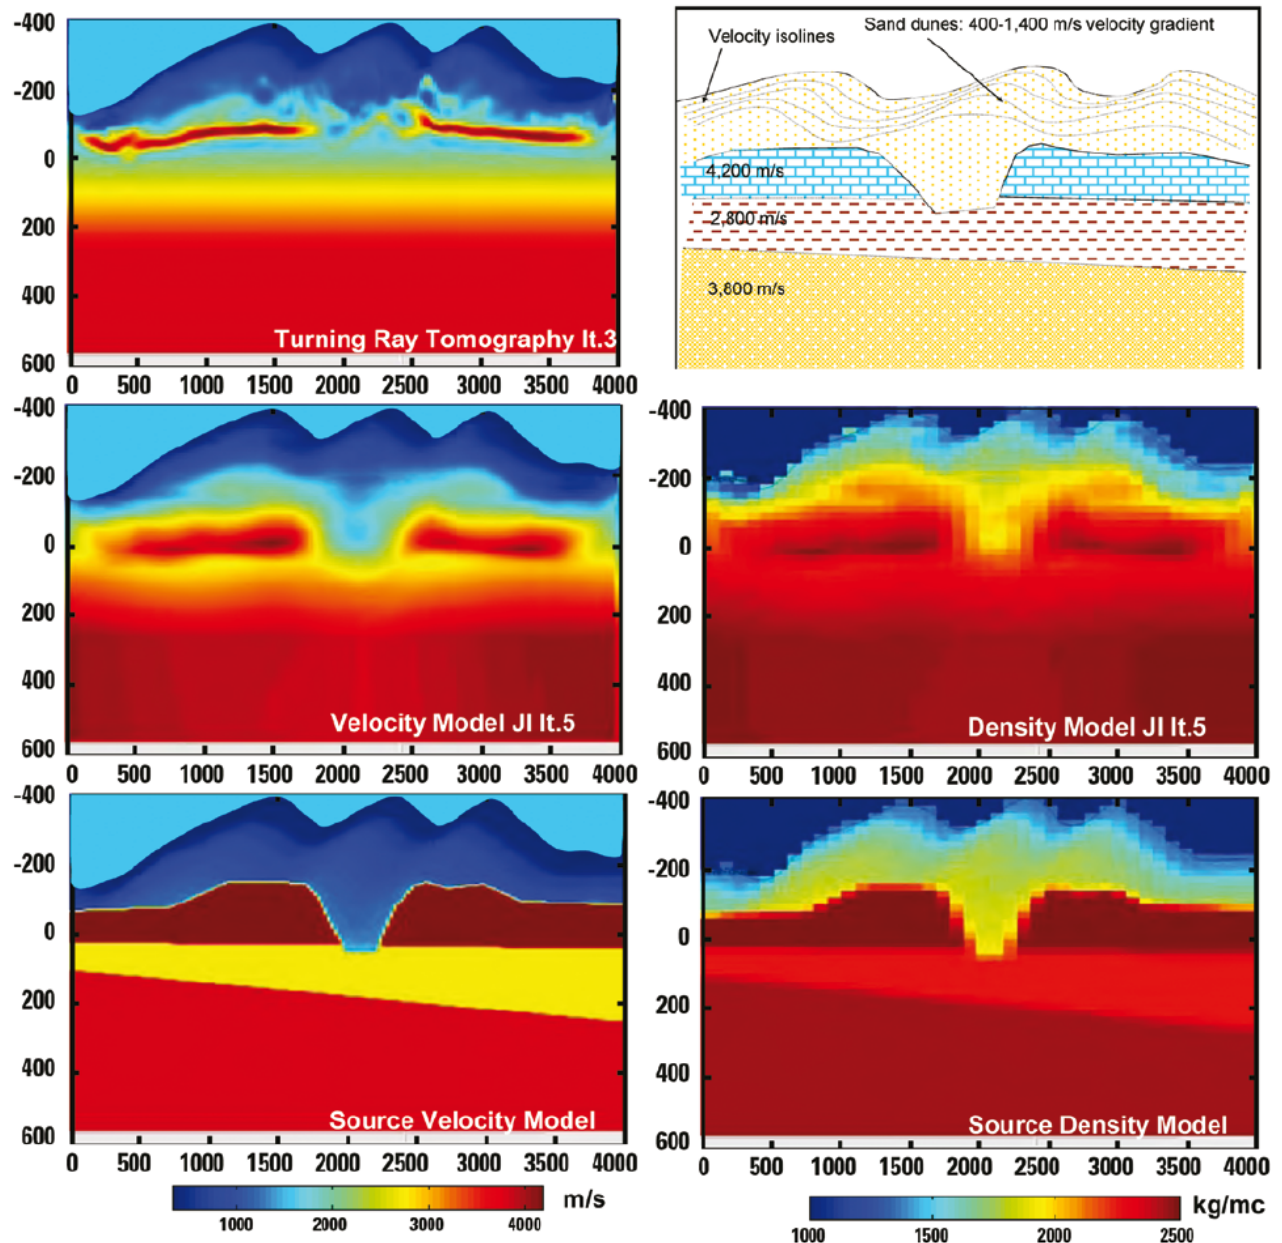 -400
-200
0
200
400
600
Turning Ray Tomography It.3
0 500 1000 1500 2000 2500 3000 3500 4000
Velocity isolines
Sand dunes: 400-1,400 m/s velocity gradient
4,200 m/s
2,800 m/s
3,800 m/s
-400
-200
0
200
400
600
Velocity Model JI It.5
0 500 1000 1500 2000 2500 3000 3500 4000
-400
-200
0
200
400
600
Density Model JI It.5
0 500 1000 1500 2000 2500 3000 3500 4000
-400
-200
0
200
400
600
Source Velocity Model
0 500 1000 1500 2000 2500 3000 3500 4000
m/s
1000 2000 3000 4000
-400
-200
0
200
400
600
Source Density Model
0 500 1000 1500 2000 2500 3000 3500 4000
kg/mc
1000 1500 2000 2500